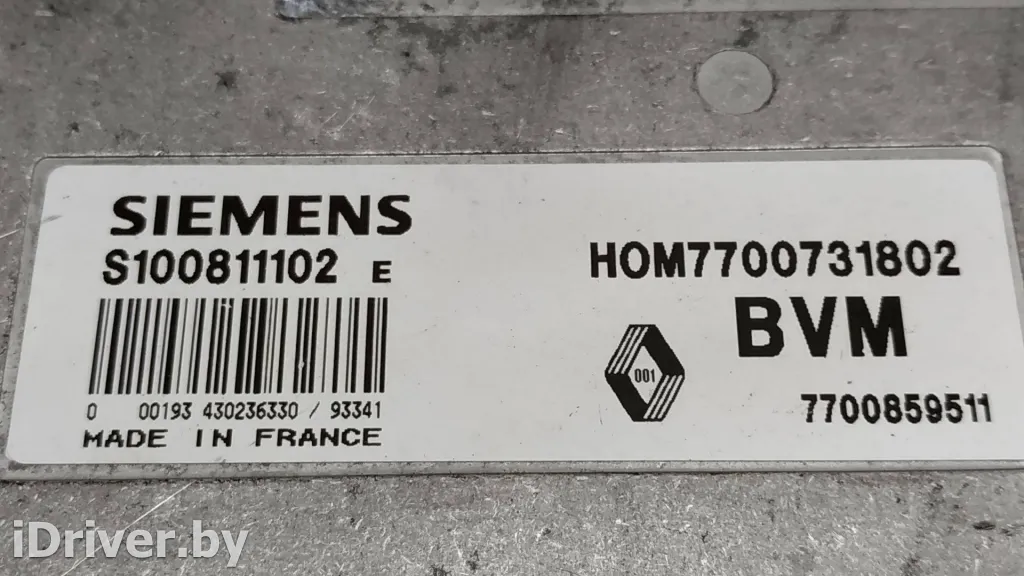 SIEMENS
S100811102 E
0 00193 430236330 / 93341
MADE IN FRANCE
HOM7700731802
BVM
001
7700859511
iDriver.by